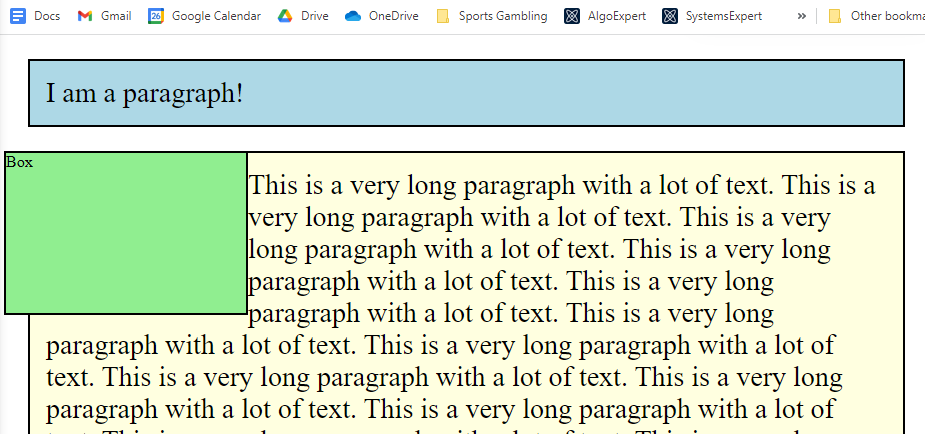 Docs Gmail 26 Google Calendar Drive OneDrive Sports Gambling AlgoExpert SystemsExpert » Other bookma
I am a paragraph!
Box
This is a very long paragraph with a lot of text. This is a
very long paragraph with a lot of text. This is a very
long paragraph with a lot of text. This is a very long
paragraph with a lot of text. This is a very long
paragraph with a lot of text. This is a very long
paragraph with a lot of text. This is a very long paragraph with a lot of
text. This is a very long paragraph with a lot of text. This is a very long
paragraph with a lot of text. This is a very long paragraph with a lot of